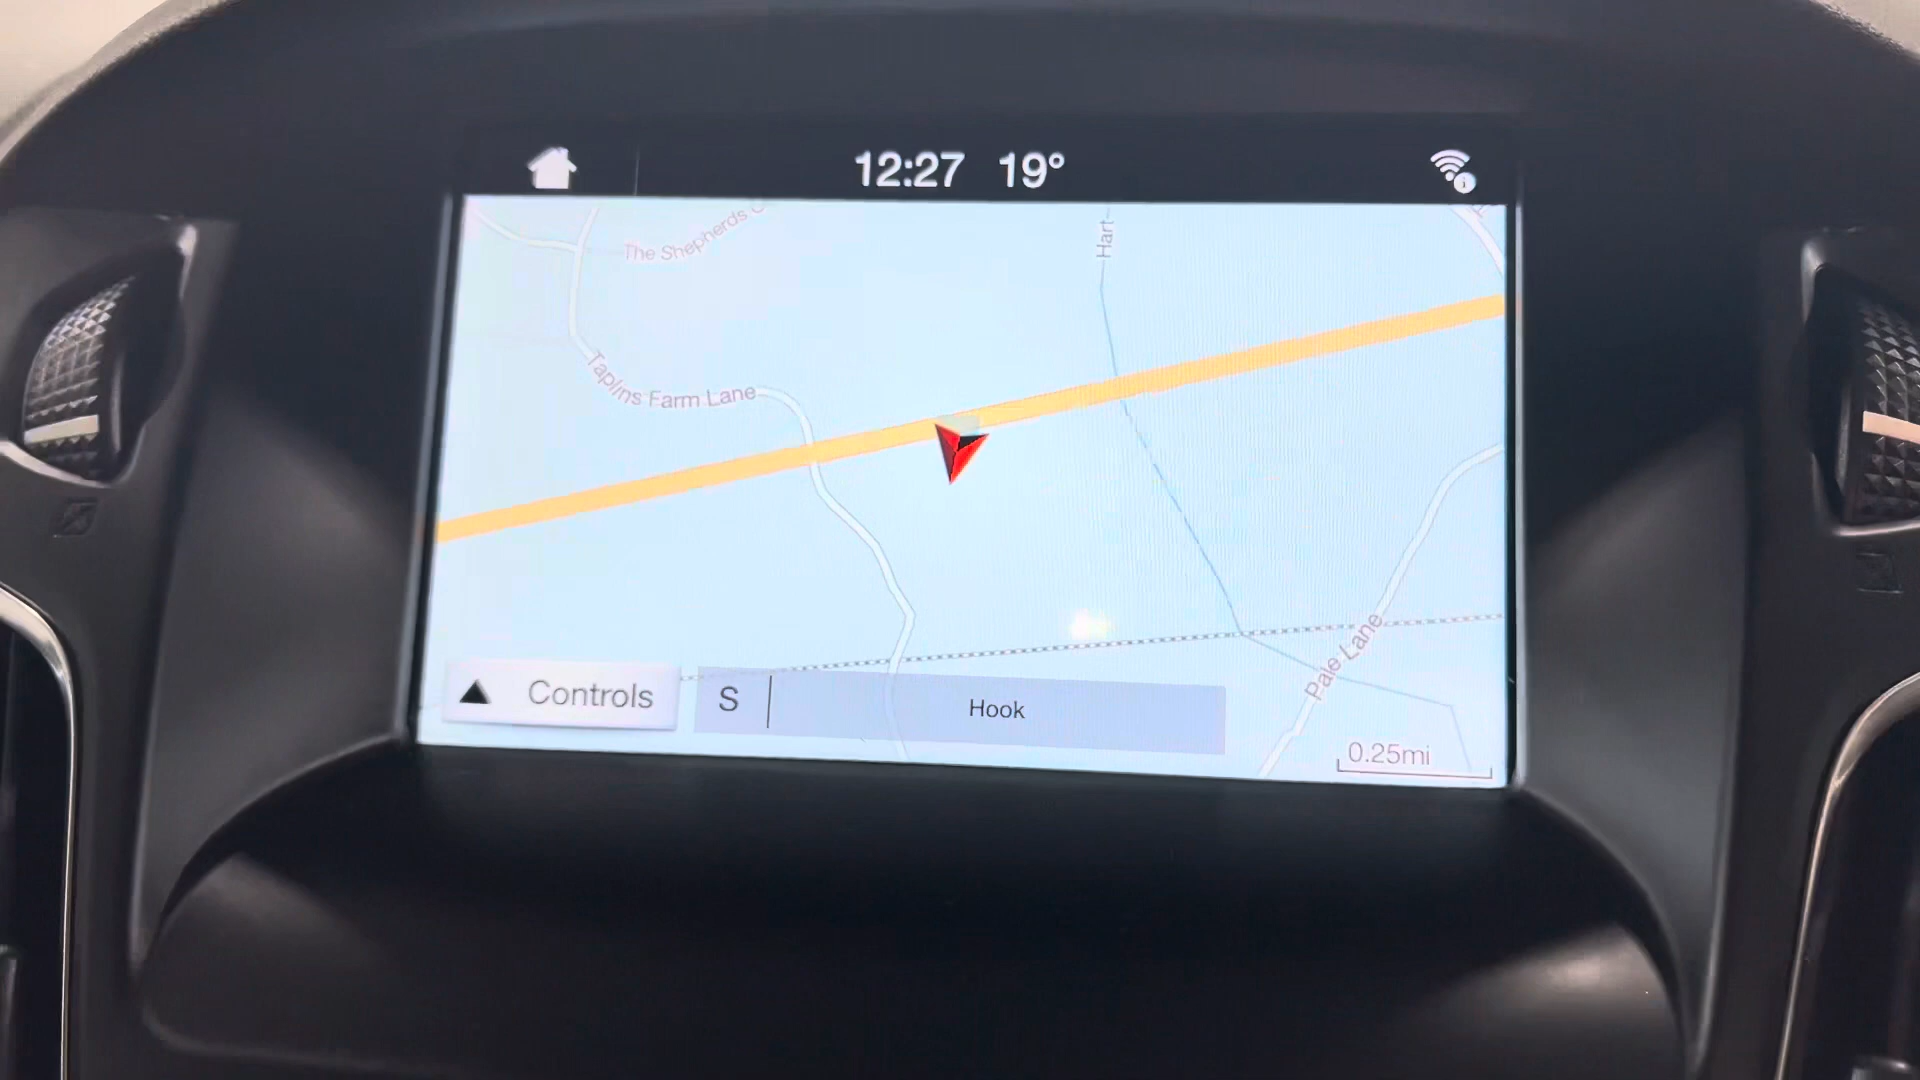 12:27 19°
The Shepherds
Hart
Taplins Farm Lane
Pale Lane
Controls
S
Hook
0.25mi